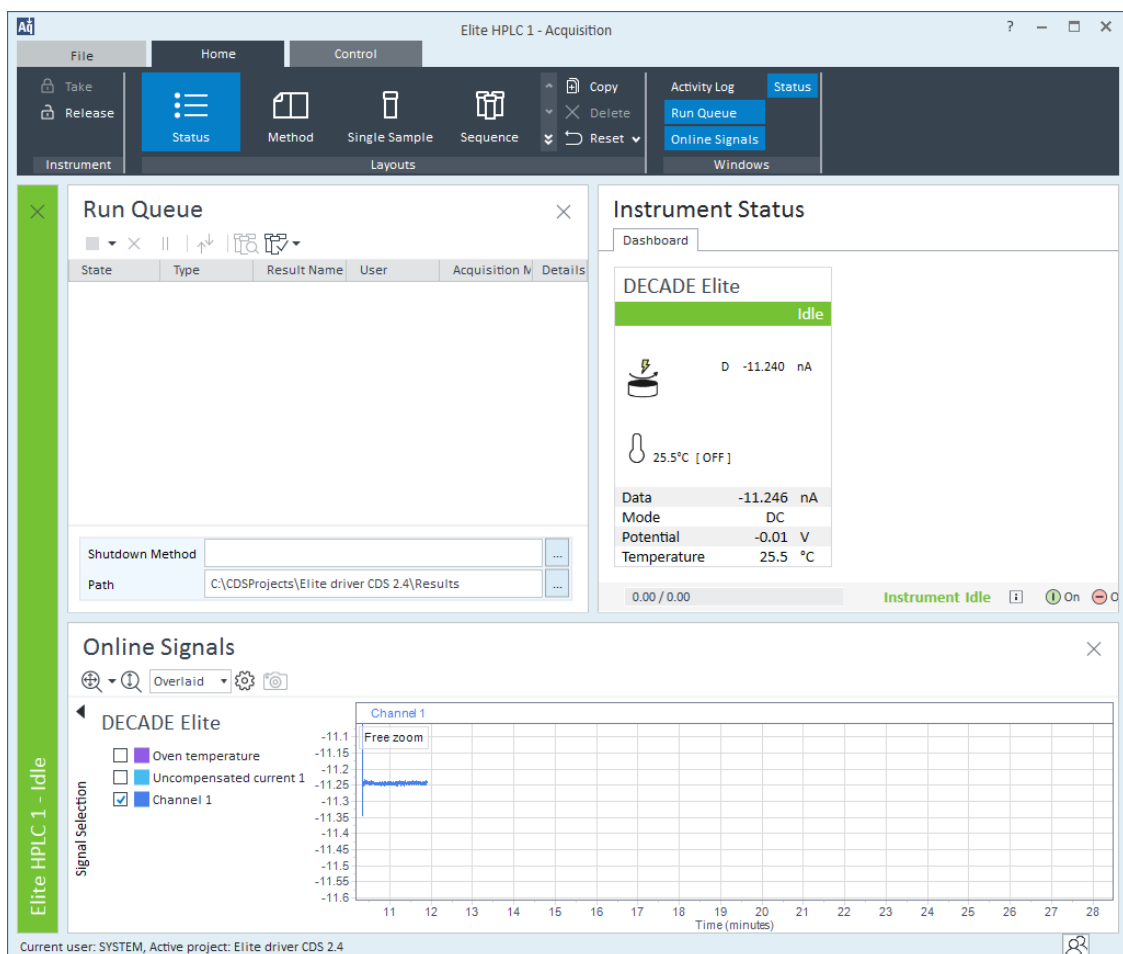 Aq
Elite HPLC 1 - Acquisition
?
File Home Control
Take
Release
Instrument
Status
Method
Single Sample
Sequence
Layouts
Copy
Delete
Reset
Activity Log
Status
Run Queue
Online Signals
Windows
Elite HPLC 1 - Idle
Run Queue
State Type Result Name User Acquisition M Details
Shutdown Method ...
Path C:\CDSProjects\Elite driver CDS 2.4\Results ...
Instrument Status
Dashboard
DECADE Elite
Idle
D -11.240 nA
25.5°C [ OFF ]
Data -11.246 nA
Mode DC
Potential -0.01 V
Temperature 25.5 °C
0.00 / 0.00 Instrument Idle i On O
Online Signals
Overlaid
Signal Selection
DECADE Elite
Oven temperature
Uncompensated current 1
Channel 1
Channel 1
Free zoom
-11.1
-11.15
-11.2
-11.25
-11.3
-11.35
-11.4
-11.45
-11.5
-11.55
-11.6
11 12 13 14 15 16 17 18 19 20 21 22 23 24 25 26 27 28
Time (minutes)
Current user: SYSTEM, Active project: Elite driver CDS 2.4